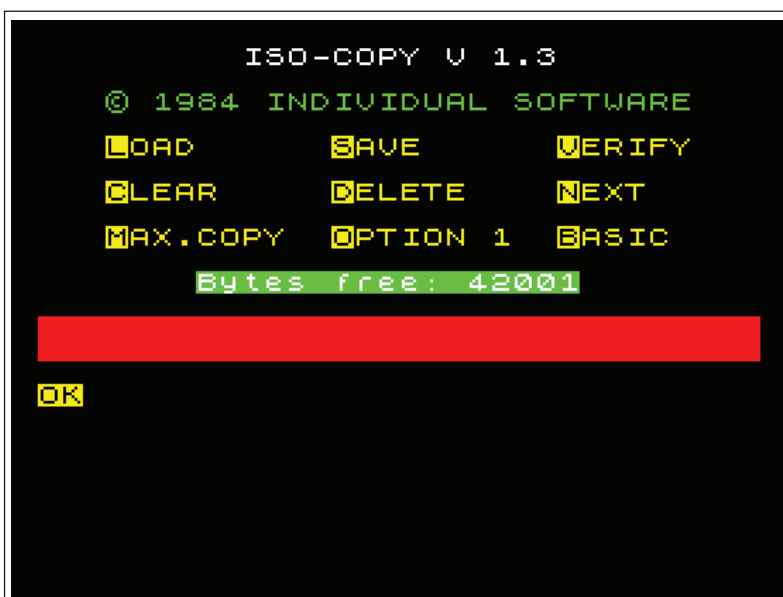 ISO-COPY V 1.3
© 1984 INDIVIDUAL SOFTWARE
LOAD SAVE VERIFY
CLEAR DELETE NEXT
MAX.COPY OPTION 1 BASIC
Bytes free: 42001
OK